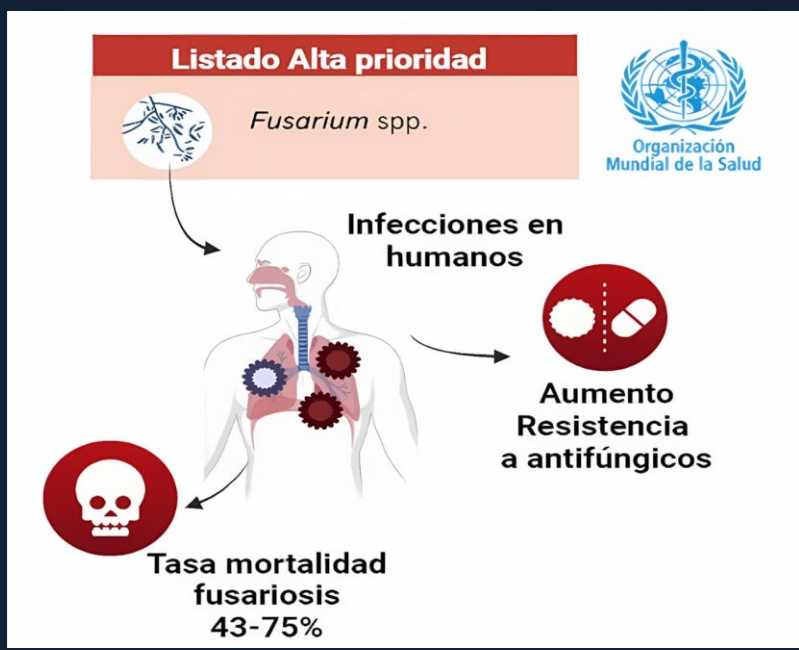 Listado Alta prioridad
Fusarium spp.
Organización
Mundial de la Salud
Infecciones en
humanos
Aumento
Resistencia
a antifúngicos
Tasa mortalidad
fusariosis
43-75%